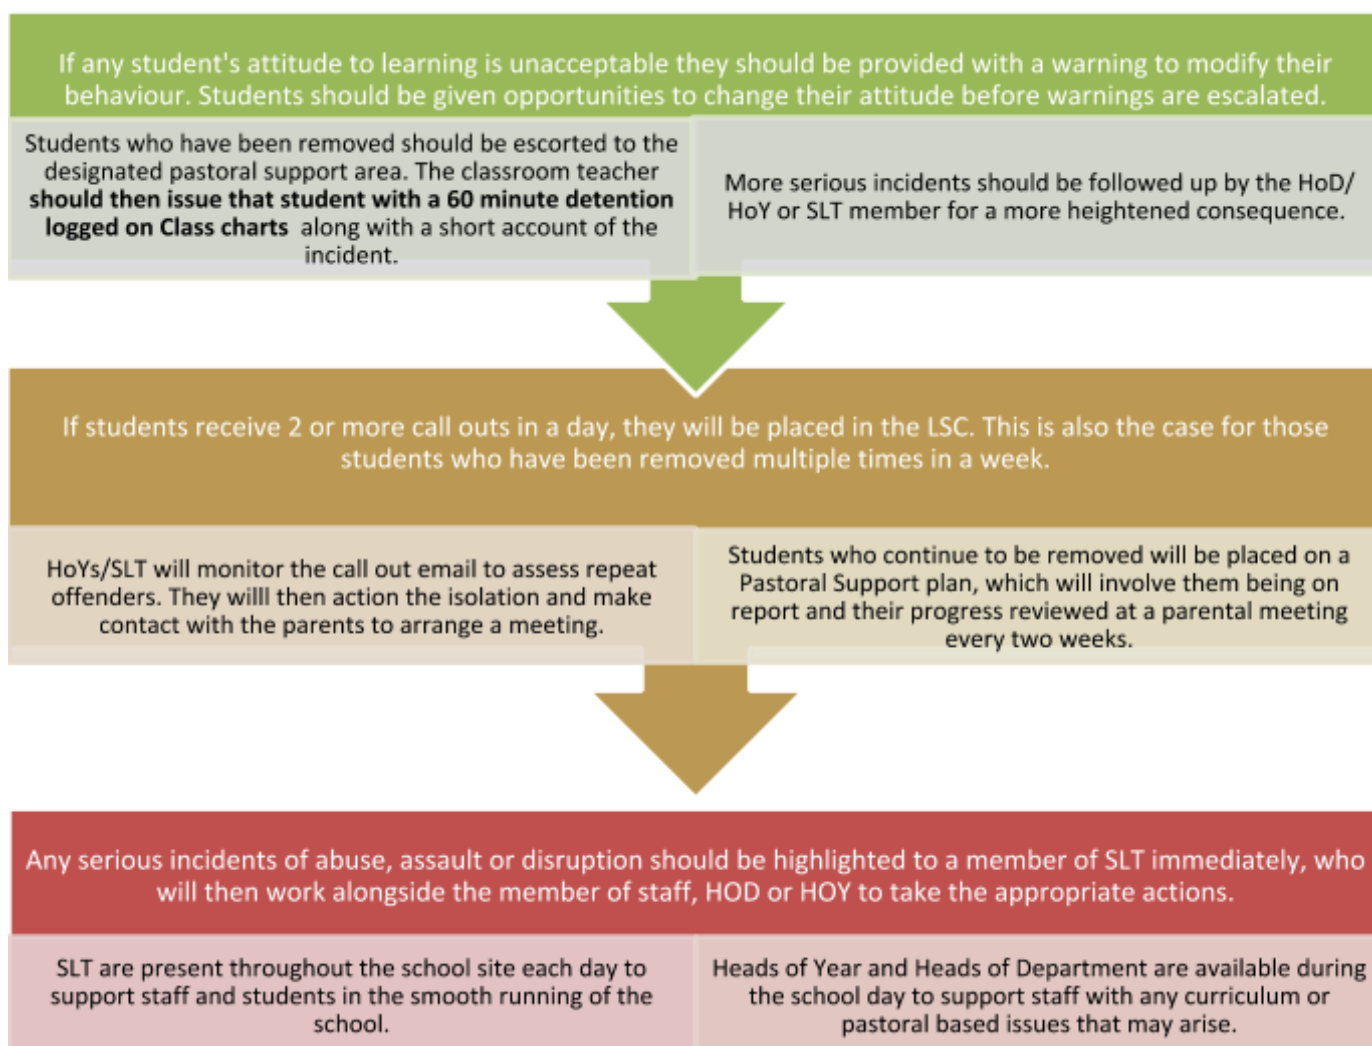 If any student's attitude to learning is unacceptable they should be provided with a warning to modify their
behaviour. Students should be given opportunities to change their attitude before warnings are escalated.
Students who have been removed should be escorted to the
designated pastoral support area. The classroom teacher
should then issue that student with a 60 minute detention
logged on Class charts along with a short account of the
incident.
More serious incidents should be followed up by the HoD/
HoY or SLT member for a more heightened consequence.
If students receive 2 or more call outs in a day, they will be placed in the LSC. This is also the case for those
students who have been removed multiple times in a week.
HoYs/SLT will monitor the call out email to assess repeat
offenders. They willl then action the isolation and make
contact with the parents to arrange a meeting.
Students who continue to be removed will be placed on a
Pastoral Support plan, which will involve them being on
report and their progress reviewed at a parental meeting
every two weeks.
Any serious incidents of abuse, assault or disruption should be highlighted to a member of SLT immediately, who
will then work alongside the member of staff, HOD or HOY to take the appropriate actions.
SLT are present throughout the school site each day to
support staff and students in the smooth running of the
school.
Heads of Year and Heads of Department are available during
the school day to support staff with any curriculum or
pastoral based issues that may arise.